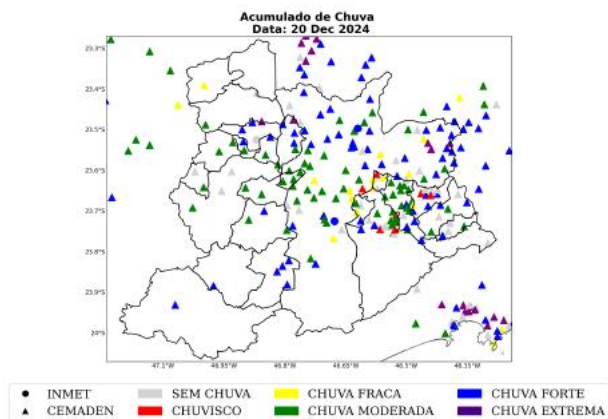 Acumulado de Chuva
Data: 20 Dec 2024
23.3°S
23.4°S
23.5°S
23.6°S
23.7°S
23.8°S
23.9°S
24°S
47.1°W
46.95°W
46.8°W
46.65°W
46.5°W
46.35°W
INMET
SEM CHUVA
CHUVA FRACA
CHUVA FORTE
CEMADEN
CHUVISCO
CHUVA MODERADA
CHUVA EXTREMA